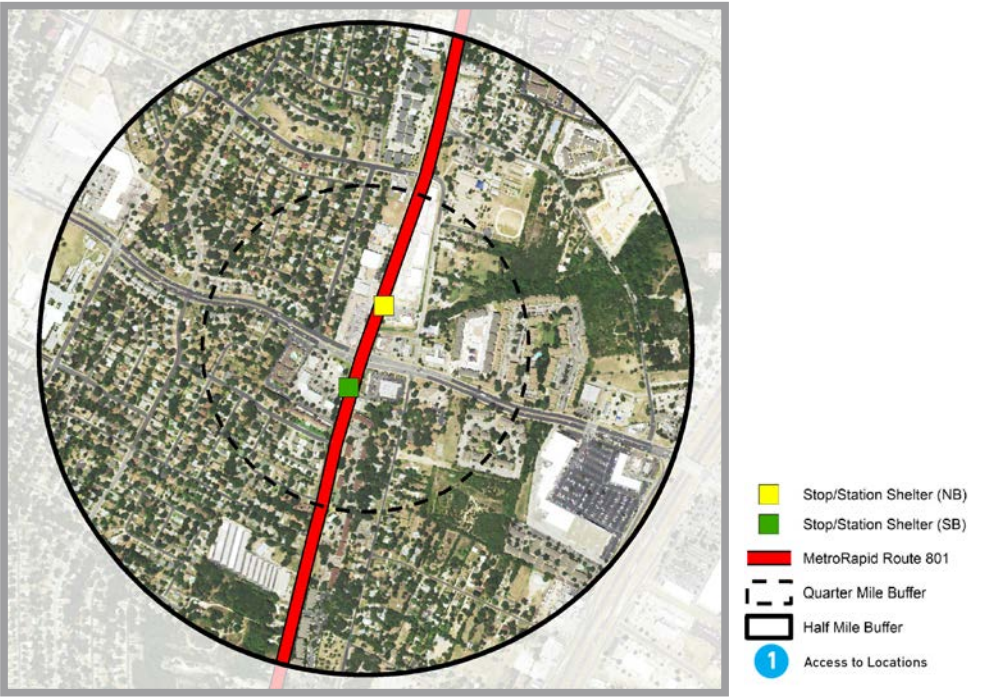 Stop/Station Shelter (NB)
Stop/Station Shelter (SB)
MetroRapid Route 801
Quarter Mile Buffer
Half Mile Buffer
1 Access to Locations